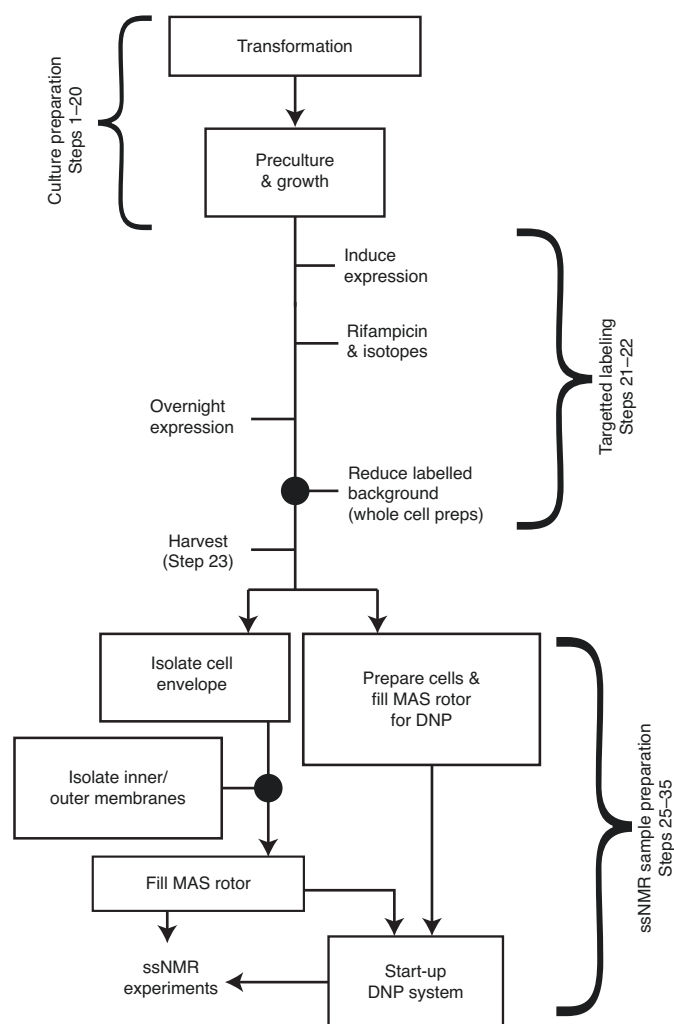 Transformation
Culture preparation
Steps 1–20
Preculture
& growth
Induce
expression
Rifampicin
& isotopes
Targetted labeling
Steps 21–22
Overnight
expression
Reduce labelled
background
(whole cell preps)
Harvest
(Step 23)
Isolate cell
envelope
Prepare cells &
fill MAS rotor
for DNP
Isolate inner/
outer membranes
ssNMR sample preparation
Steps 25–35
Fill MAS rotor
ssNMR
experiments
Start-up
DNP system